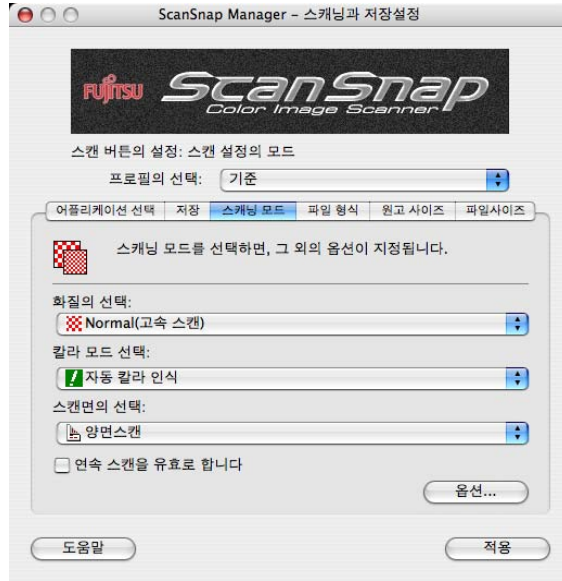 ScanSnap Manager – 스캐닝과 저장설정
FUJITSU ScanSnap
Color Image Scanner
스캔 버튼의 설정: 스캔 설정의 모드
프로필의 선택: 기준
어플리케이션 선택 저장 스캐닝 모드 파일 형식 원고 사이즈 파일사이즈
스캐닝 모드를 선택하면, 그 외의 옵션이 지정됩니다.
화질의 선택:
Normal(고속 스캔)
칼라 모드 선택:
자동 칼라 인식
스캔면의 선택:
양면스캔
연속 스캔을 유효로 합니다
옵션...
도움말 적용